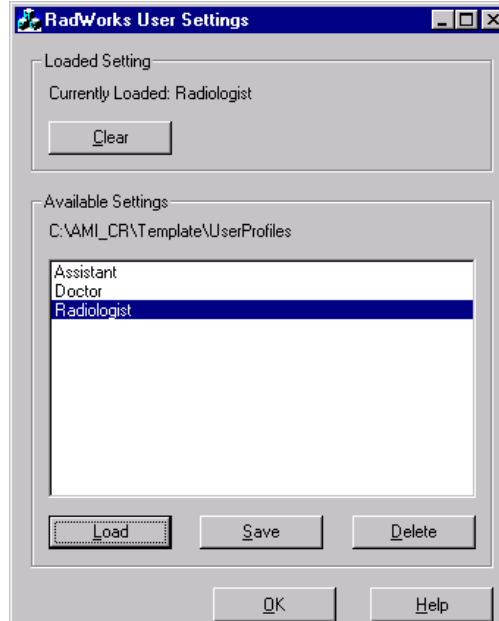 RadWorks User Settings
Loaded Setting
Currently Loaded: Radiologist
Clear
Available Settings
C:\AMI_CR\Template\UserProfiles
Assistant
Doctor
Radiologist
Load Save Delete
OK Help